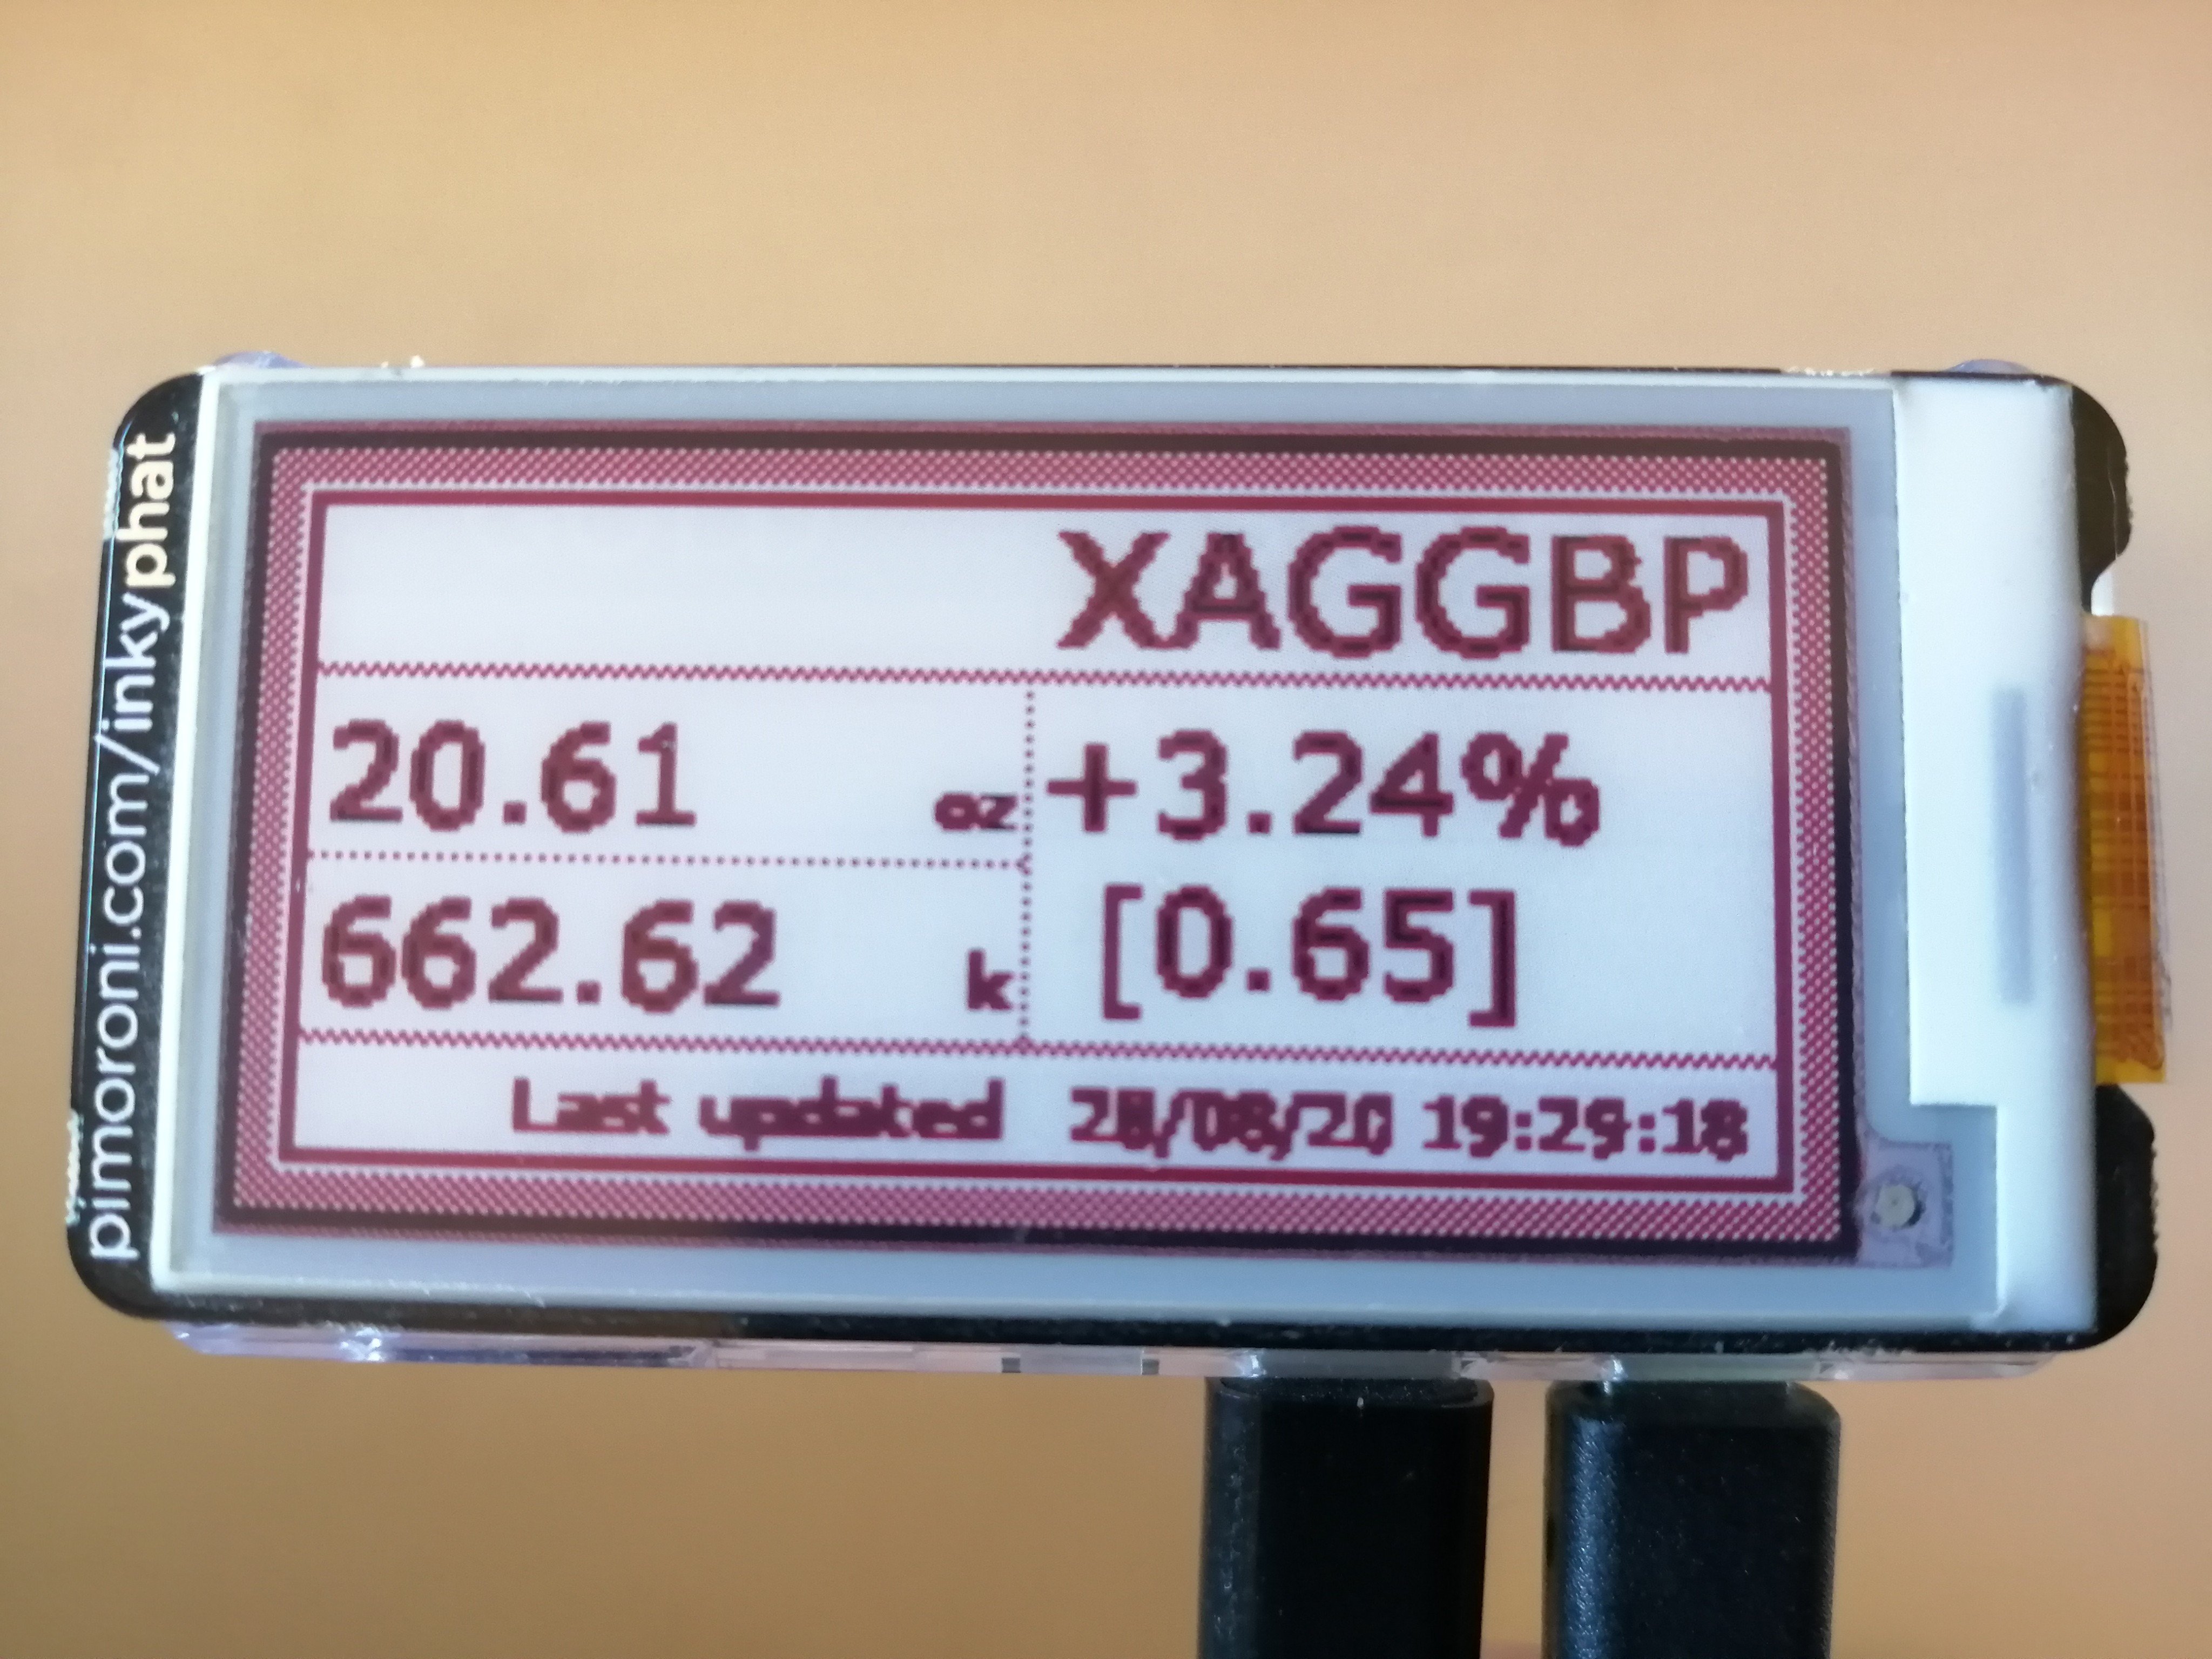 pimoroni.com/inkyphat
XAGGBP
20.61 oz +3.24%
662.62 k [0.65]
Last updated 28/08/20 19:29:18